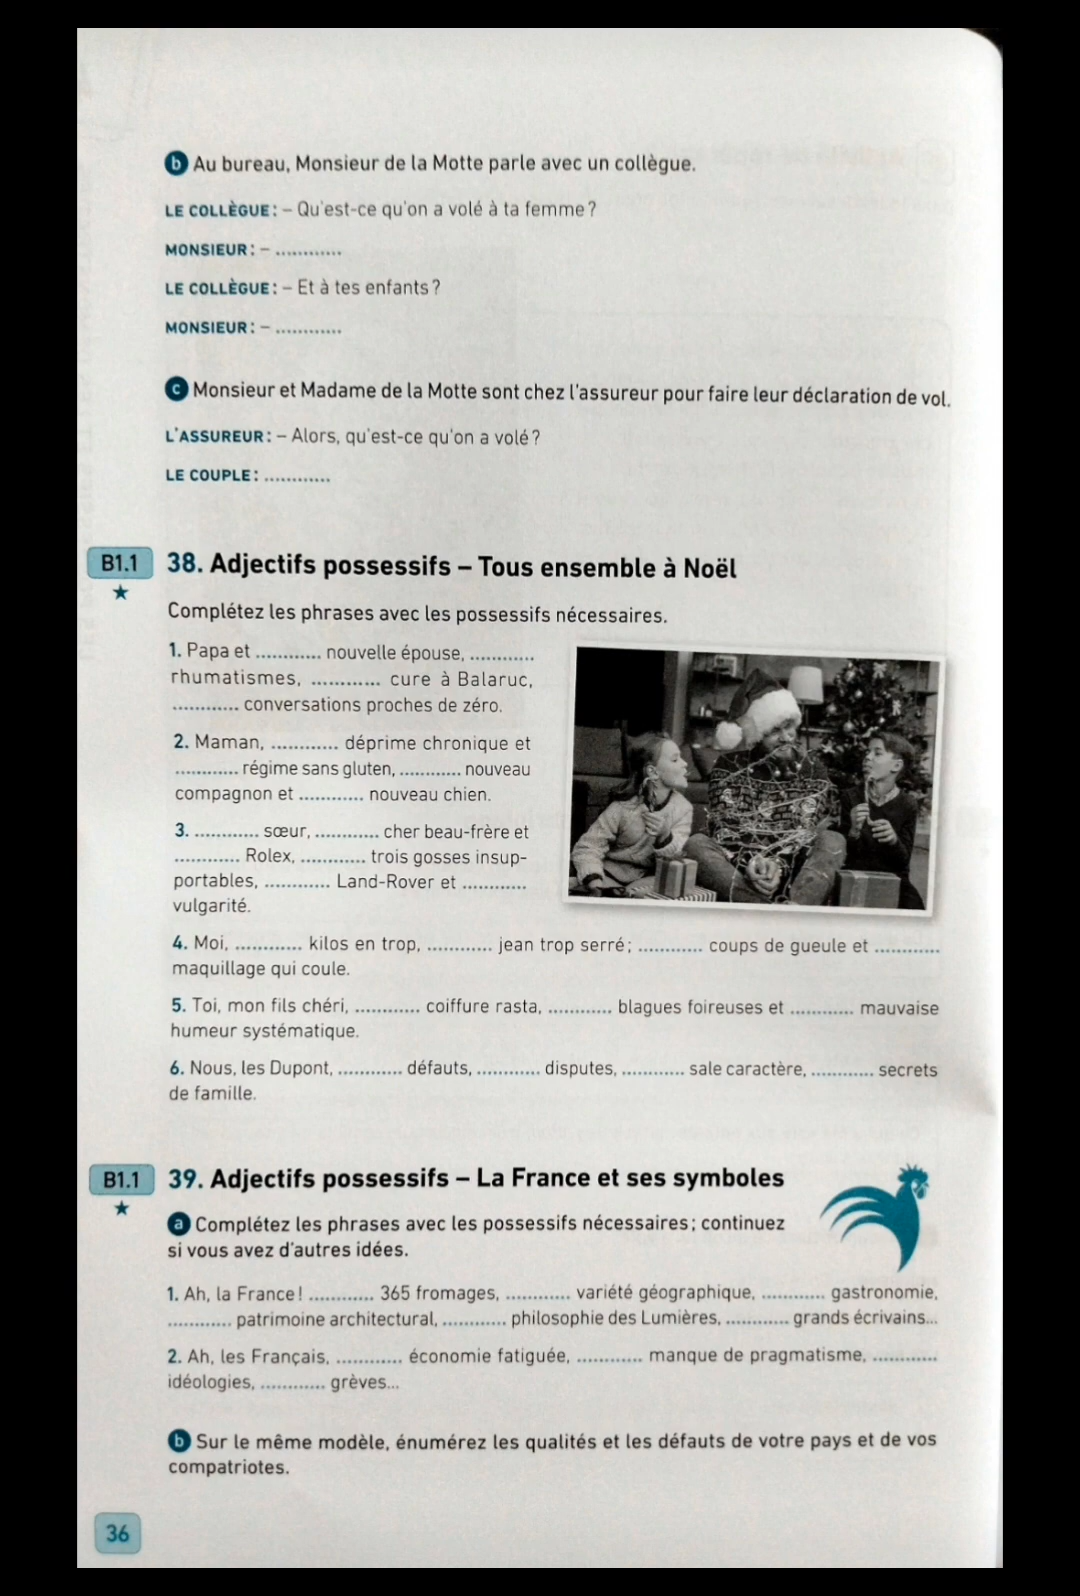 b Au bureau, Monsieur de la Motte parle avec un collègue.
LE COLLÈGUE : – Qu'est-ce qu'on a volé à ta femme ?
MONSIEUR : – ............
LE COLLÈGUE : – Et à tes enfants ?
MONSIEUR : – ............
c Monsieur et Madame de la Motte sont chez l'assureur pour faire leur déclaration de vol.
L'ASSUREUR : – Alors, qu'est-ce qu'on a volé ?
LE COUPLE : ............
B1.1 38. Adjectifs possessifs – Tous ensemble à Noël
★
Complétez les phrases avec les possessifs nécessaires.
1. Papa et ............ nouvelle épouse, ............
rhumatismes, ............ cure à Balaruc,
............ conversations proches de zéro.
2. Maman, ............ déprime chronique et
............ régime sans gluten, ............ nouveau
compagnon et ............ nouveau chien.
3. ............ sœur, ............ cher beau-frère et
............ Rolex, ............ trois gosses insup-
portables, ............ Land-Rover et ............
vulgarité.
4. Moi, ............ kilos en trop, ............ jean trop serré ; ............ coups de gueule et ............
maquillage qui coule.
5. Toi, mon fils chéri, ............ coiffure rasta, ............ blagues foireuses et ............ mauvaise
humeur systématique.
6. Nous, les Dupont, ............ défauts, ............ disputes, ............ sale caractère, ............ secrets
de famille.
B1.1 39. Adjectifs possessifs – La France et ses symboles
★
a Complétez les phrases avec les possessifs nécessaires ; continuez
si vous avez d'autres idées.
1. Ah, la France ! ............ 365 fromages, ............ variété géographique, ............ gastronomie,
............ patrimoine architectural, ............ philosophie des Lumières, ............ grands écrivains...
2. Ah, les Français, ............ économie fatiguée, ............ manque de pragmatisme, ............
idéologies, ............ grèves...
b Sur le même modèle, énumérez les qualités et les défauts de votre pays et de vos
compatriotes.
36